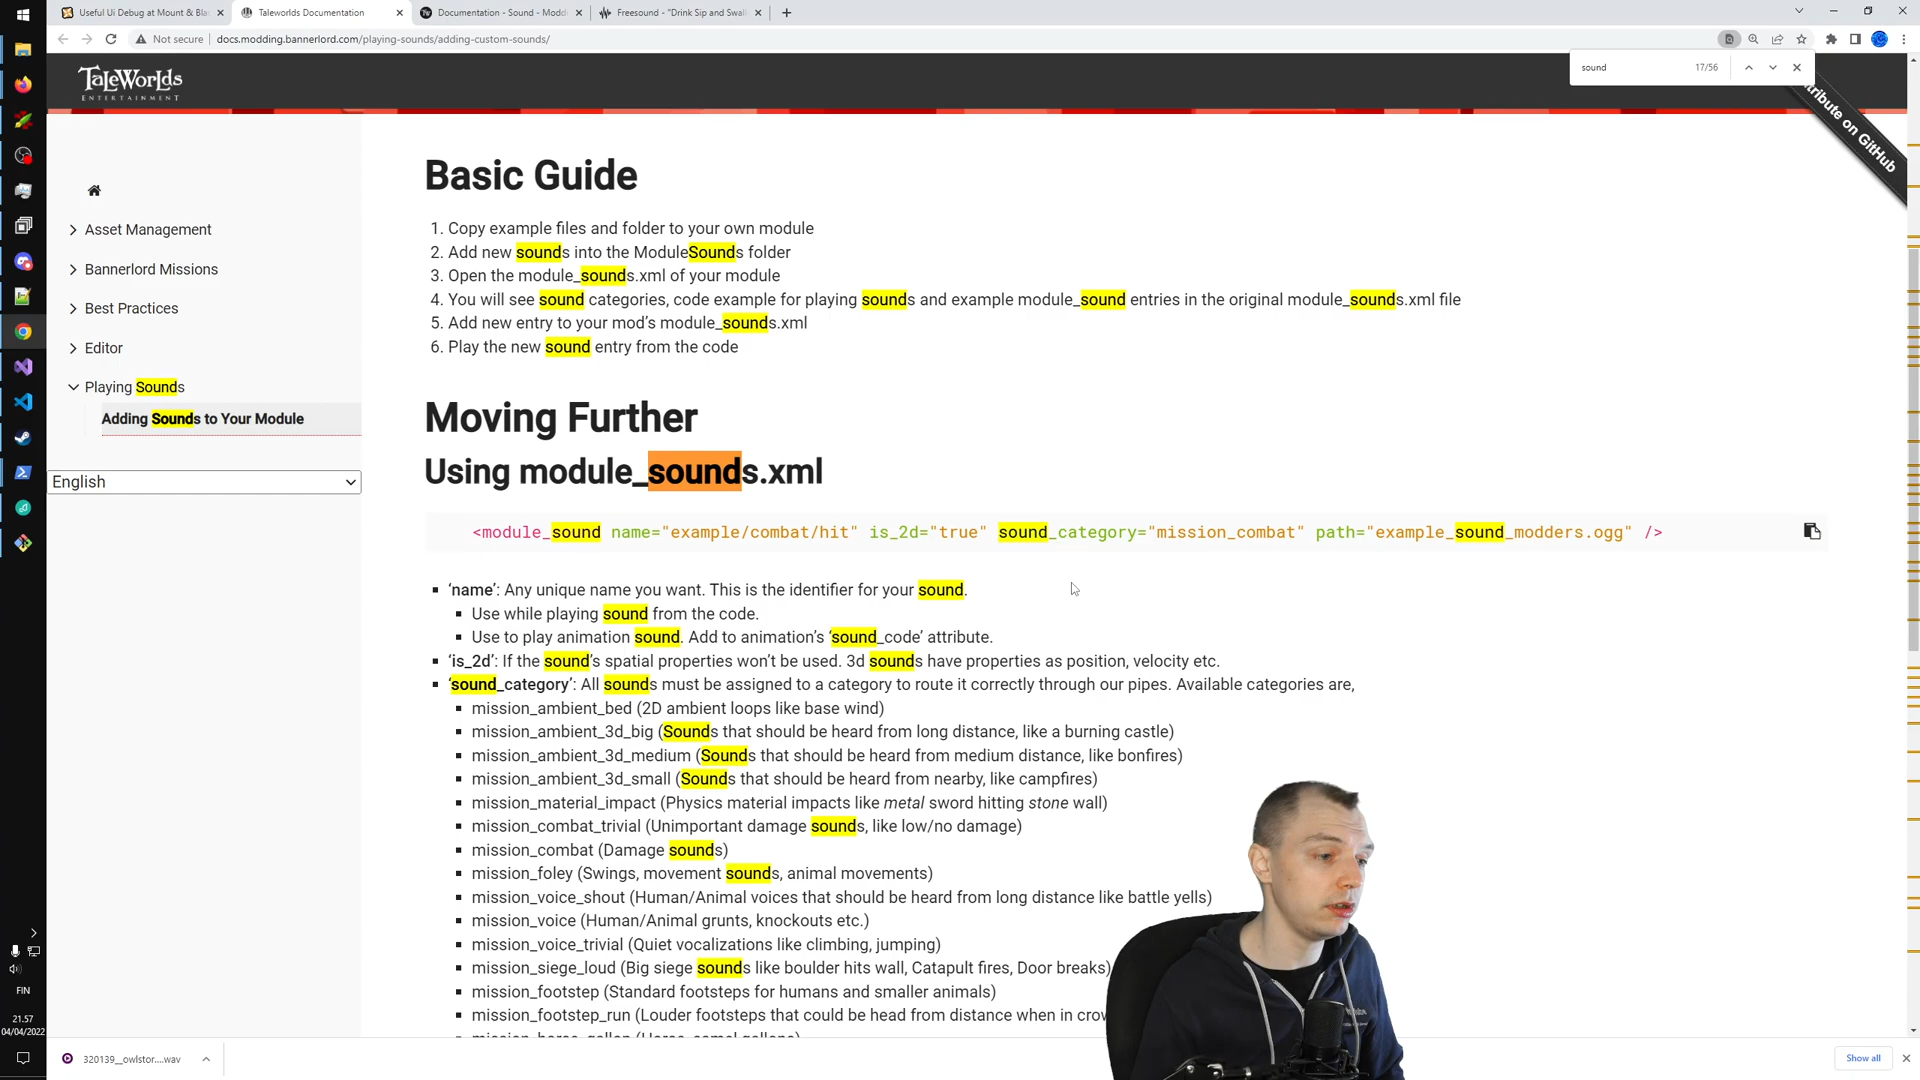 Useful Ui Debug at Mount & Bla
Taleworlds Documentation
Documentation - Sound - Modd
Freesound - "Drink Sip and Swal
Not secure
docs.modding.bannerlord.com/playing-sounds/adding-custom-sounds/
sound
17/56
TALEWORLDS
ENTERTAINMENT
tribute on GitHub
Asset Management
Bannerlord Missions
Best Practices
Editor
Playing Sounds
Adding Sounds to Your Module
English
Basic Guide
1. Copy example files and folder to your own module
2. Add new sounds into the ModuleSounds folder
3. Open the module_sounds.xml of your module
4. You will see sound categories, code example for playing sounds and example module_sound entries in the original module_sounds.xml file
5. Add new entry to your mod’s module_sounds.xml
6. Play the new sound entry from the code
Moving Further
Using module_sounds.xml
<module_sound name="example/combat/hit" is_2d="true" sound_category="mission_combat" path="example_sound_modders.ogg" />
‘name’: Any unique name you want. This is the identifier for your sound.
Use while playing sound from the code.
Use to play animation sound. Add to animation’s ‘sound_code’ attribute.
‘is_2d’: If the sound’s spatial properties won’t be used. 3d sounds have properties as position, velocity etc.
‘sound_category’: All sounds must be assigned to a category to route it correctly through our pipes. Available categories are,
mission_ambient_bed (2D ambient loops like base wind)
mission_ambient_3d_big (Sounds that should be heard from long distance, like a burning castle)
mission_ambient_3d_medium (Sounds that should be heard from medium distance, like bonfires)
mission_ambient_3d_small (Sounds that should be heard from nearby, like campfires)
mission_material_impact (Physics material impacts like metal sword hitting stone wall)
mission_combat_trivial (Unimportant damage sounds, like low/no damage)
mission_combat (Damage sounds)
mission_foley (Swings, movement sounds, animal movements)
mission_voice_shout (Human/Animal voices that should be heard from long distance like battle yells)
mission_voice (Human/Animal grunts, knockouts etc.)
mission_voice_trivial (Quiet vocalizations like climbing, jumping)
mission_siege_loud (Big siege sounds like boulder hits wall, Catapult fires, Door breaks)
mission_footstep (Standard footsteps for humans and smaller animals)
mission_footstep_run (Louder footsteps that could be head from distance when in crow
FIN
21.57
04/04/2022
320139__owlstor....wav
Show all